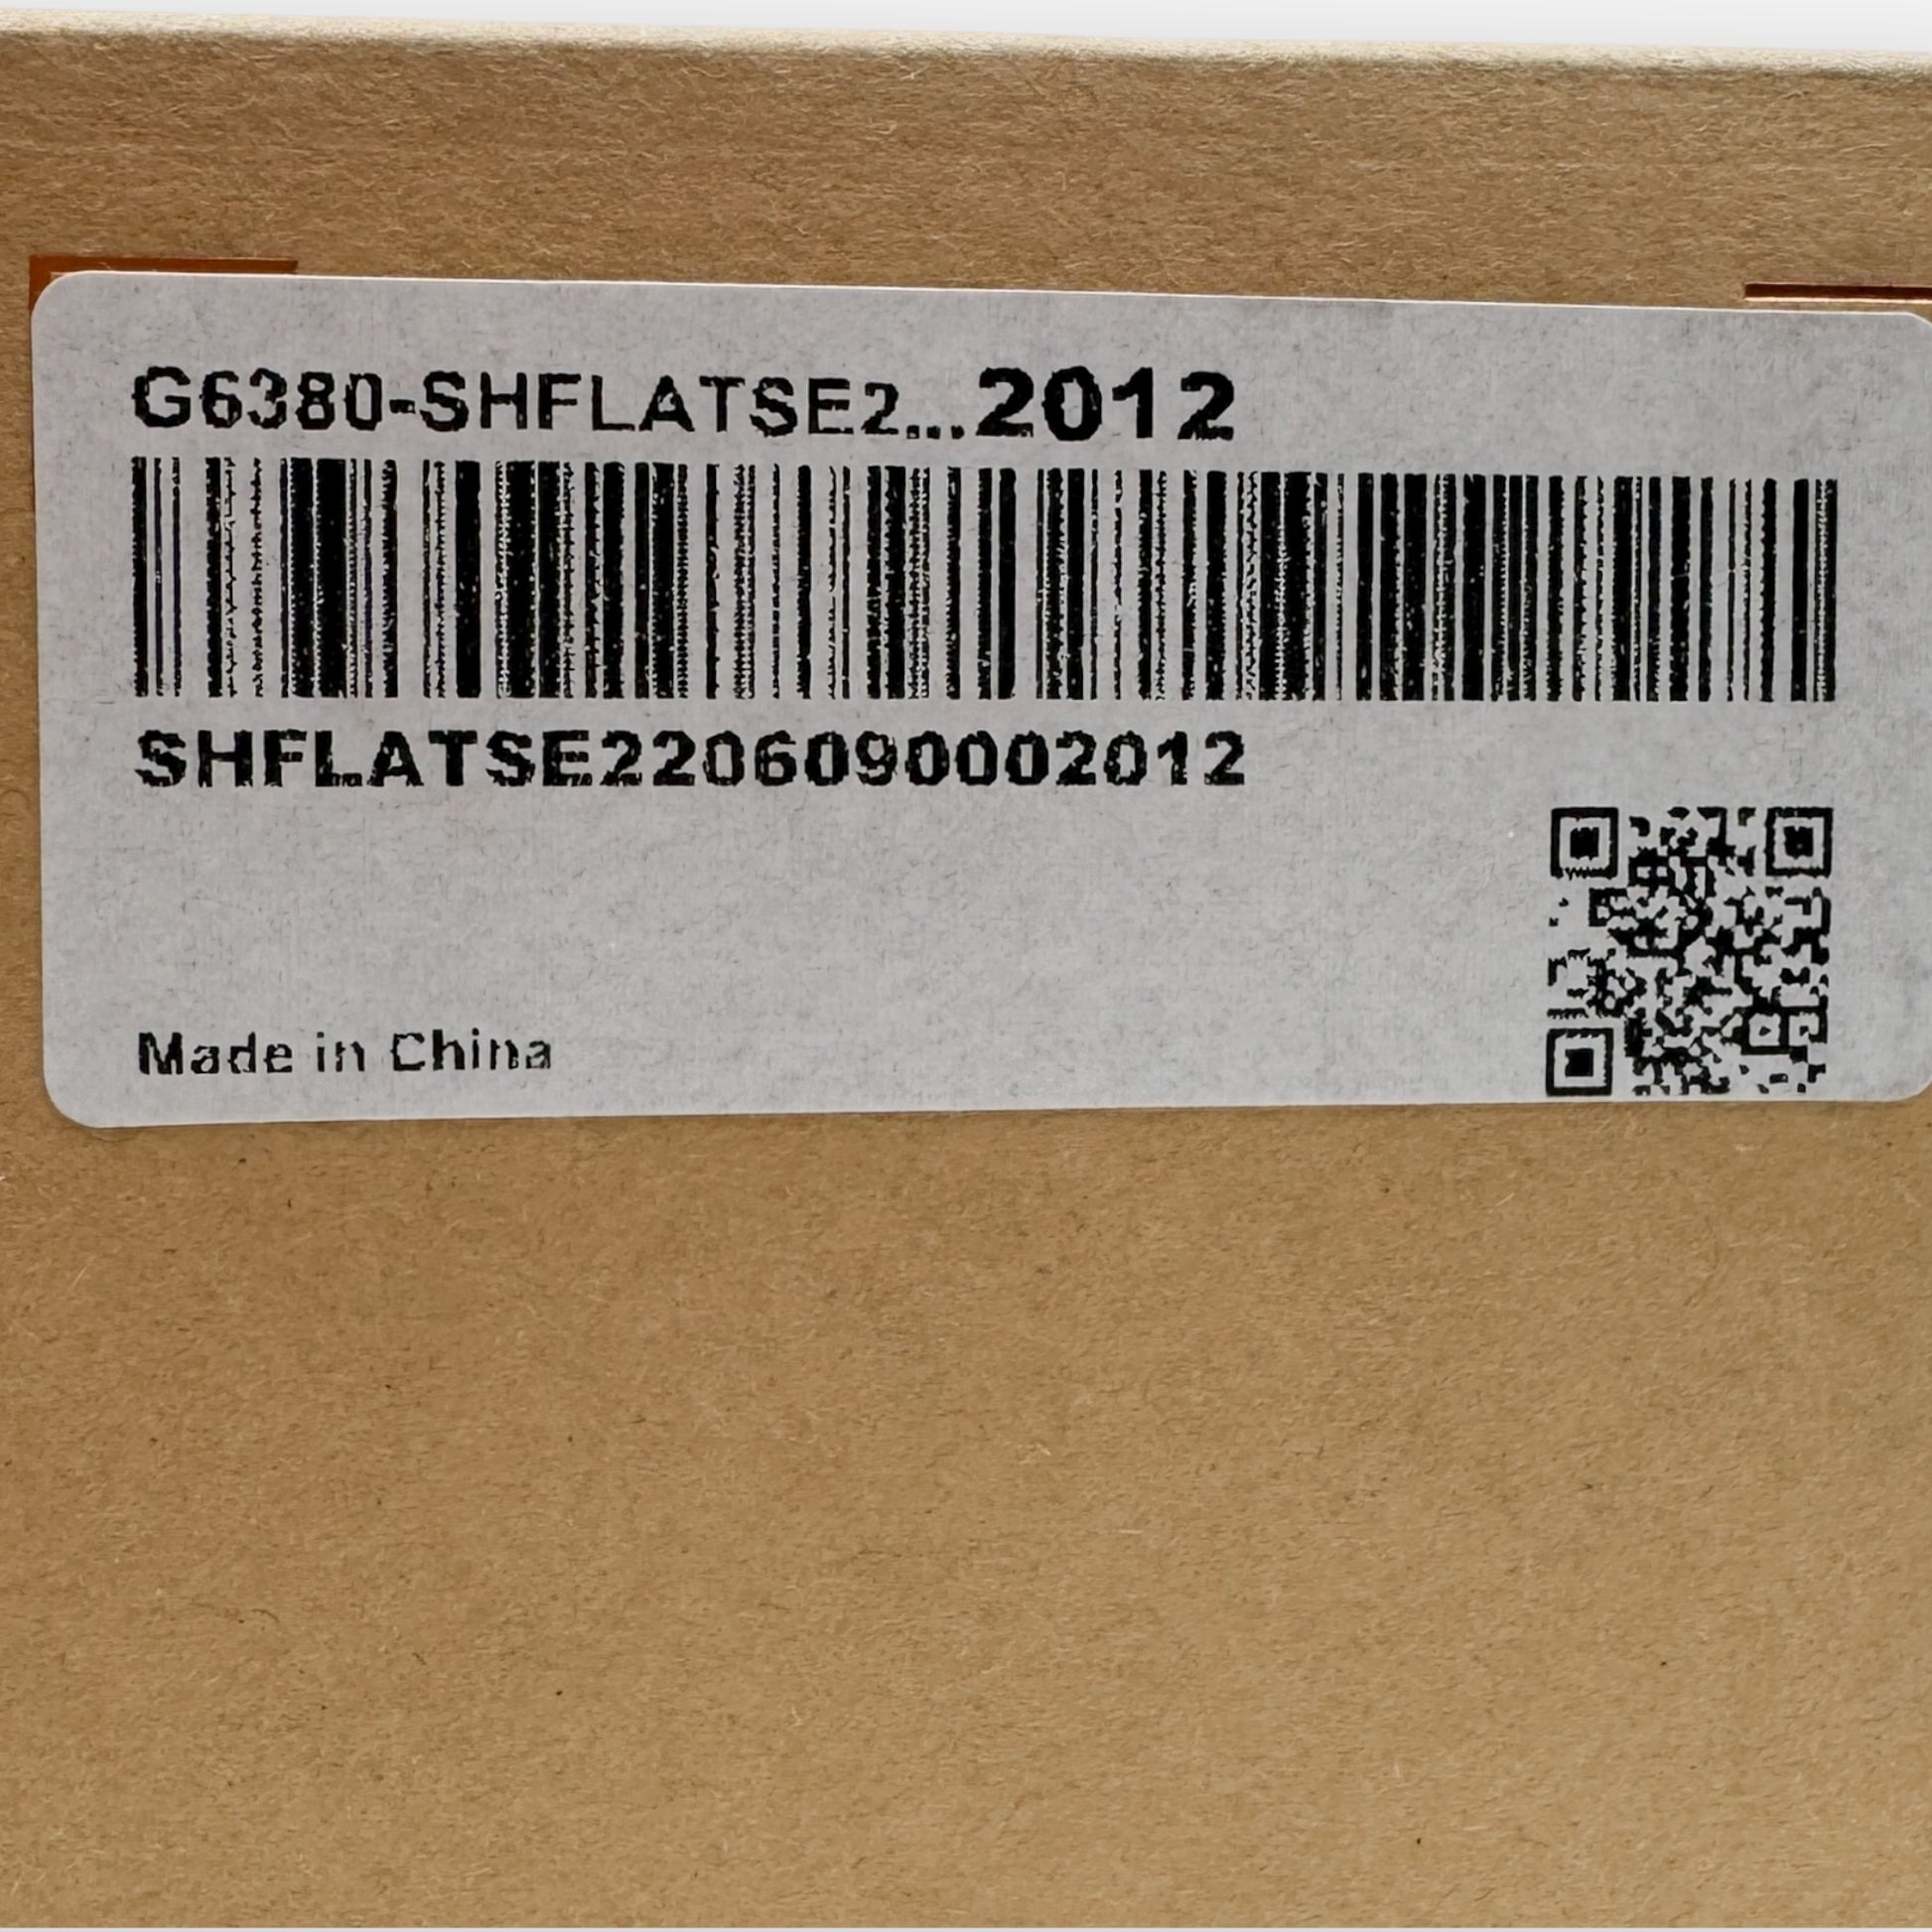 G6380-SHFLATSE2...2012
SHFLATSE2206090002012
Made in China